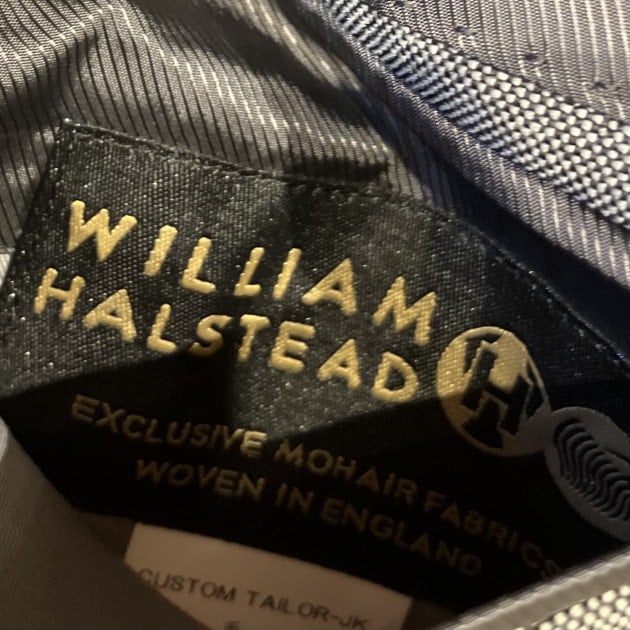 WILLIAM
HALSTEAD
H
EXCLUSIVE MOHAIR FABRICS
WOVEN IN ENGLAND
CUSTOM TAILOR-JK